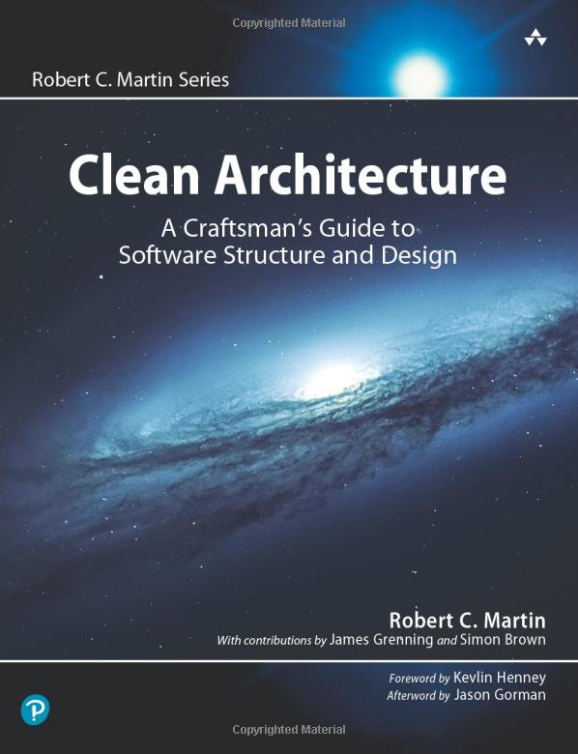 Copyrighted Material
Robert C. Martin Series
Clean Architecture
A Craftsman's Guide to
Software Structure and Design
Robert C. Martin
With contributions by James Grenning and Simon Brown
Foreword by Kevlin Henney
Afterword by Jason Gorman
P
Copyrighted Material